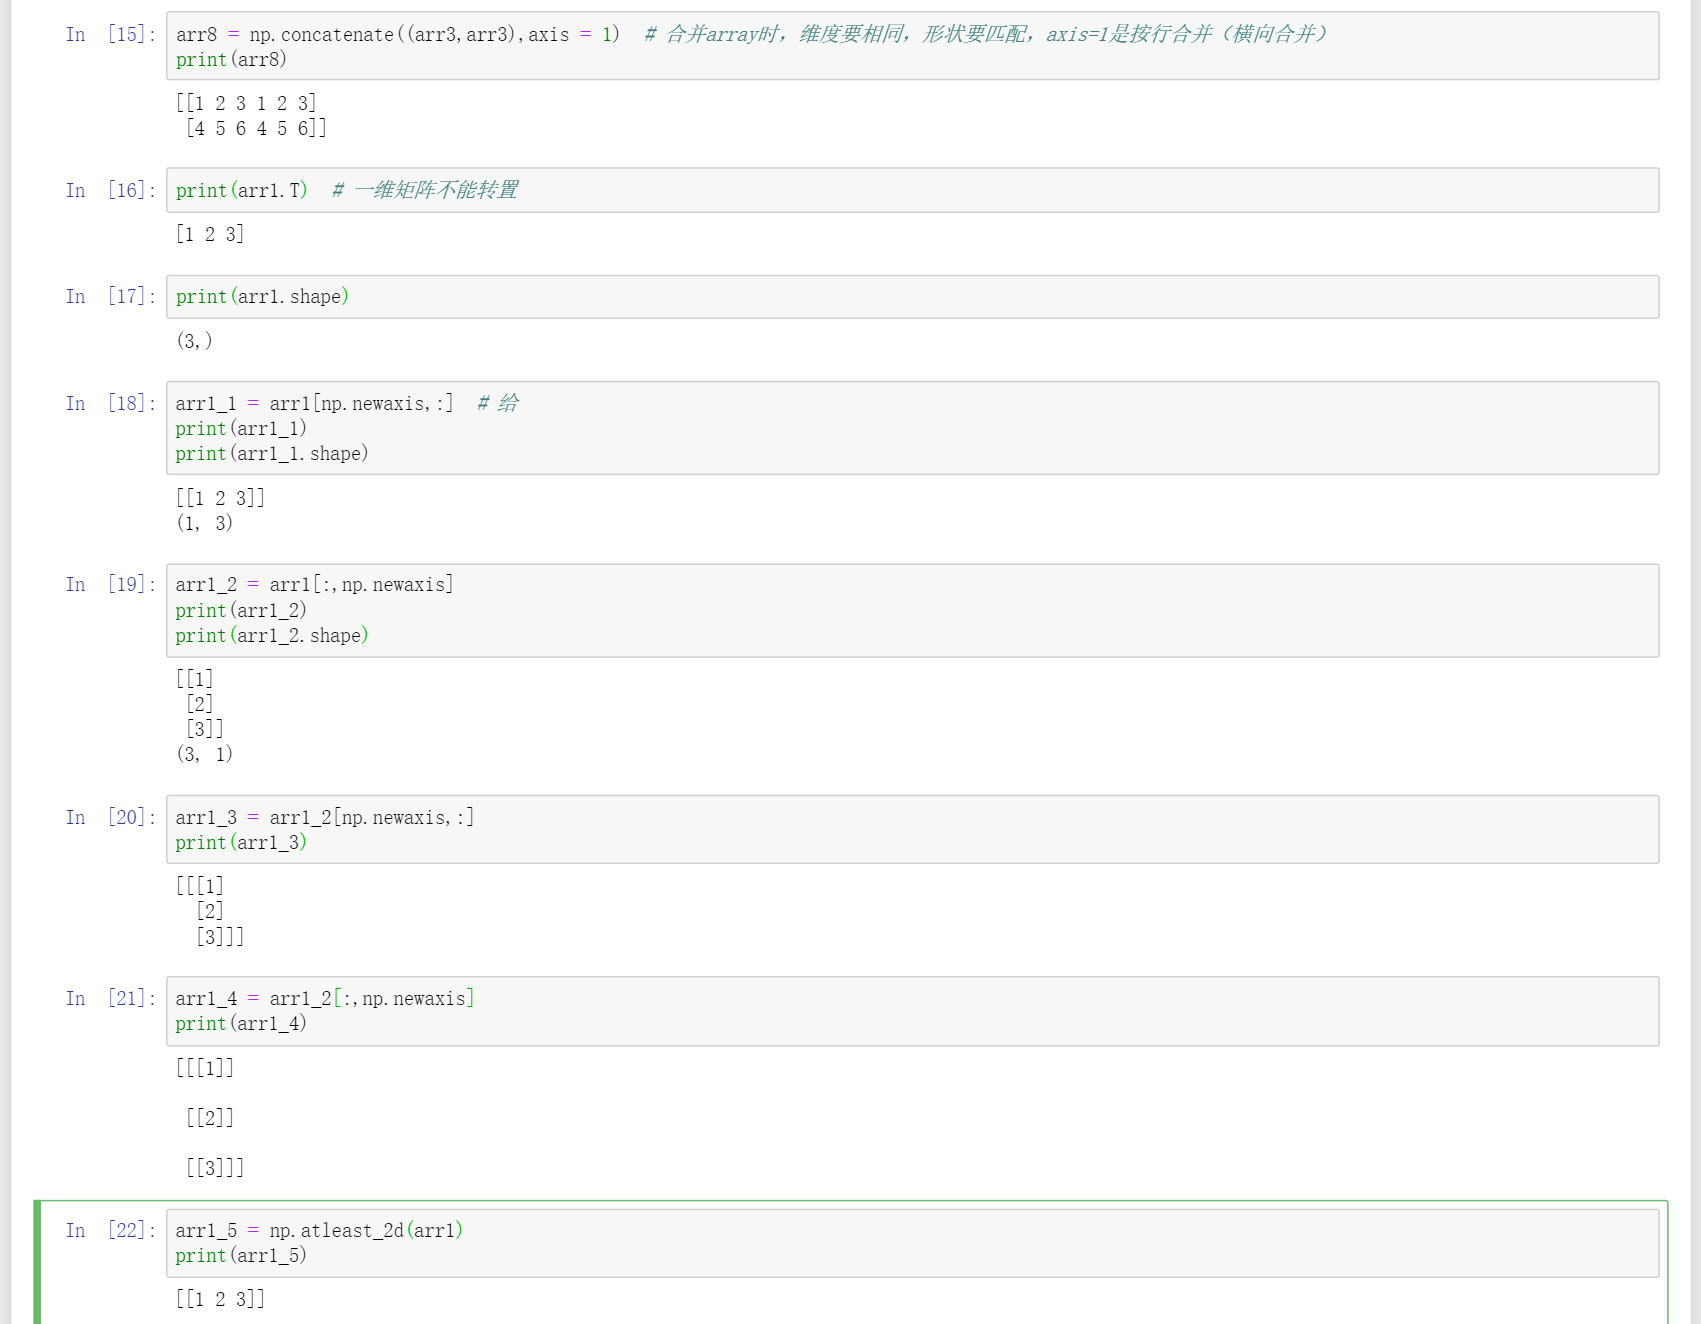 In [15]: arr8 = np.concatenate((arr3,arr3),axis = 1)  # 合并array时，维度要相同，形状要匹配，axis=1是按行合并（横向合并）
print(arr8)
[[1 2 3 1 2 3]
 [4 5 6 4 5 6]]
In [16]: print(arr1.T)  # 一维矩阵不能转置
[1 2 3]
In [17]: print(arr1.shape)
(3,)
In [18]: arr1_1 = arr1[np.newaxis,:]  # 给
print(arr1_1)
print(arr1_1.shape)
[[1 2 3]]
(1, 3)
In [19]: arr1_2 = arr1[:,np.newaxis]
print(arr1_2)
print(arr1_2.shape)
[[1]
 [2]
 [3]]
(3, 1)
In [20]: arr1_3 = arr1_2[np.newaxis,:]
print(arr1_3)
[[[1]
  [2]
  [3]]]
In [21]: arr1_4 = arr1_2[:,np.newaxis]
print(arr1_4)
[[[1]]
 [[2]]
 [[3]]]
In [22]: arr1_5 = np.atleast_2d(arr1)
print(arr1_5)
[[1 2 3]]